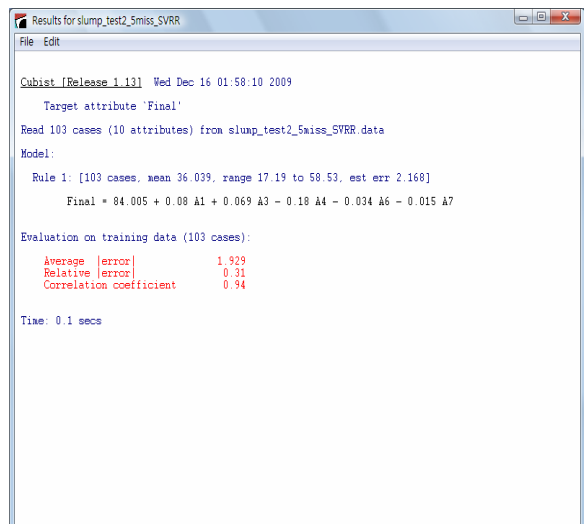 Results for slump_test2_5miss_SVRR
File Edit
Cubist [Release 1.13] Wed Dec 16 01:58:10 2009
Target attribute `Final'
Read 103 cases (10 attributes) from slump_test2_5miss_SVRR.data
Model:
Rule 1: [103 cases, mean 36.039, range 17.19 to 58.53, est err 2.168]
Final = 84.005 + 0.08 A1 + 0.069 A3 - 0.18 A4 - 0.034 A6 - 0.015 A7
Evaluation on training data (103 cases):
Average |error| 1.929
Relative |error| 0.31
Correlation coefficient 0.94
Time: 0.1 secs